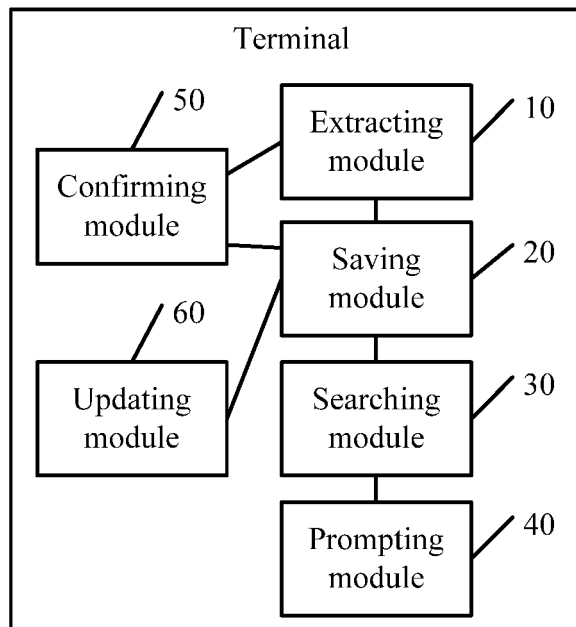 Terminal
50
Confirming
module
Extracting
module
10
Saving
module
20
60
Updating
module
Searching
module
30
Prompting
module
40